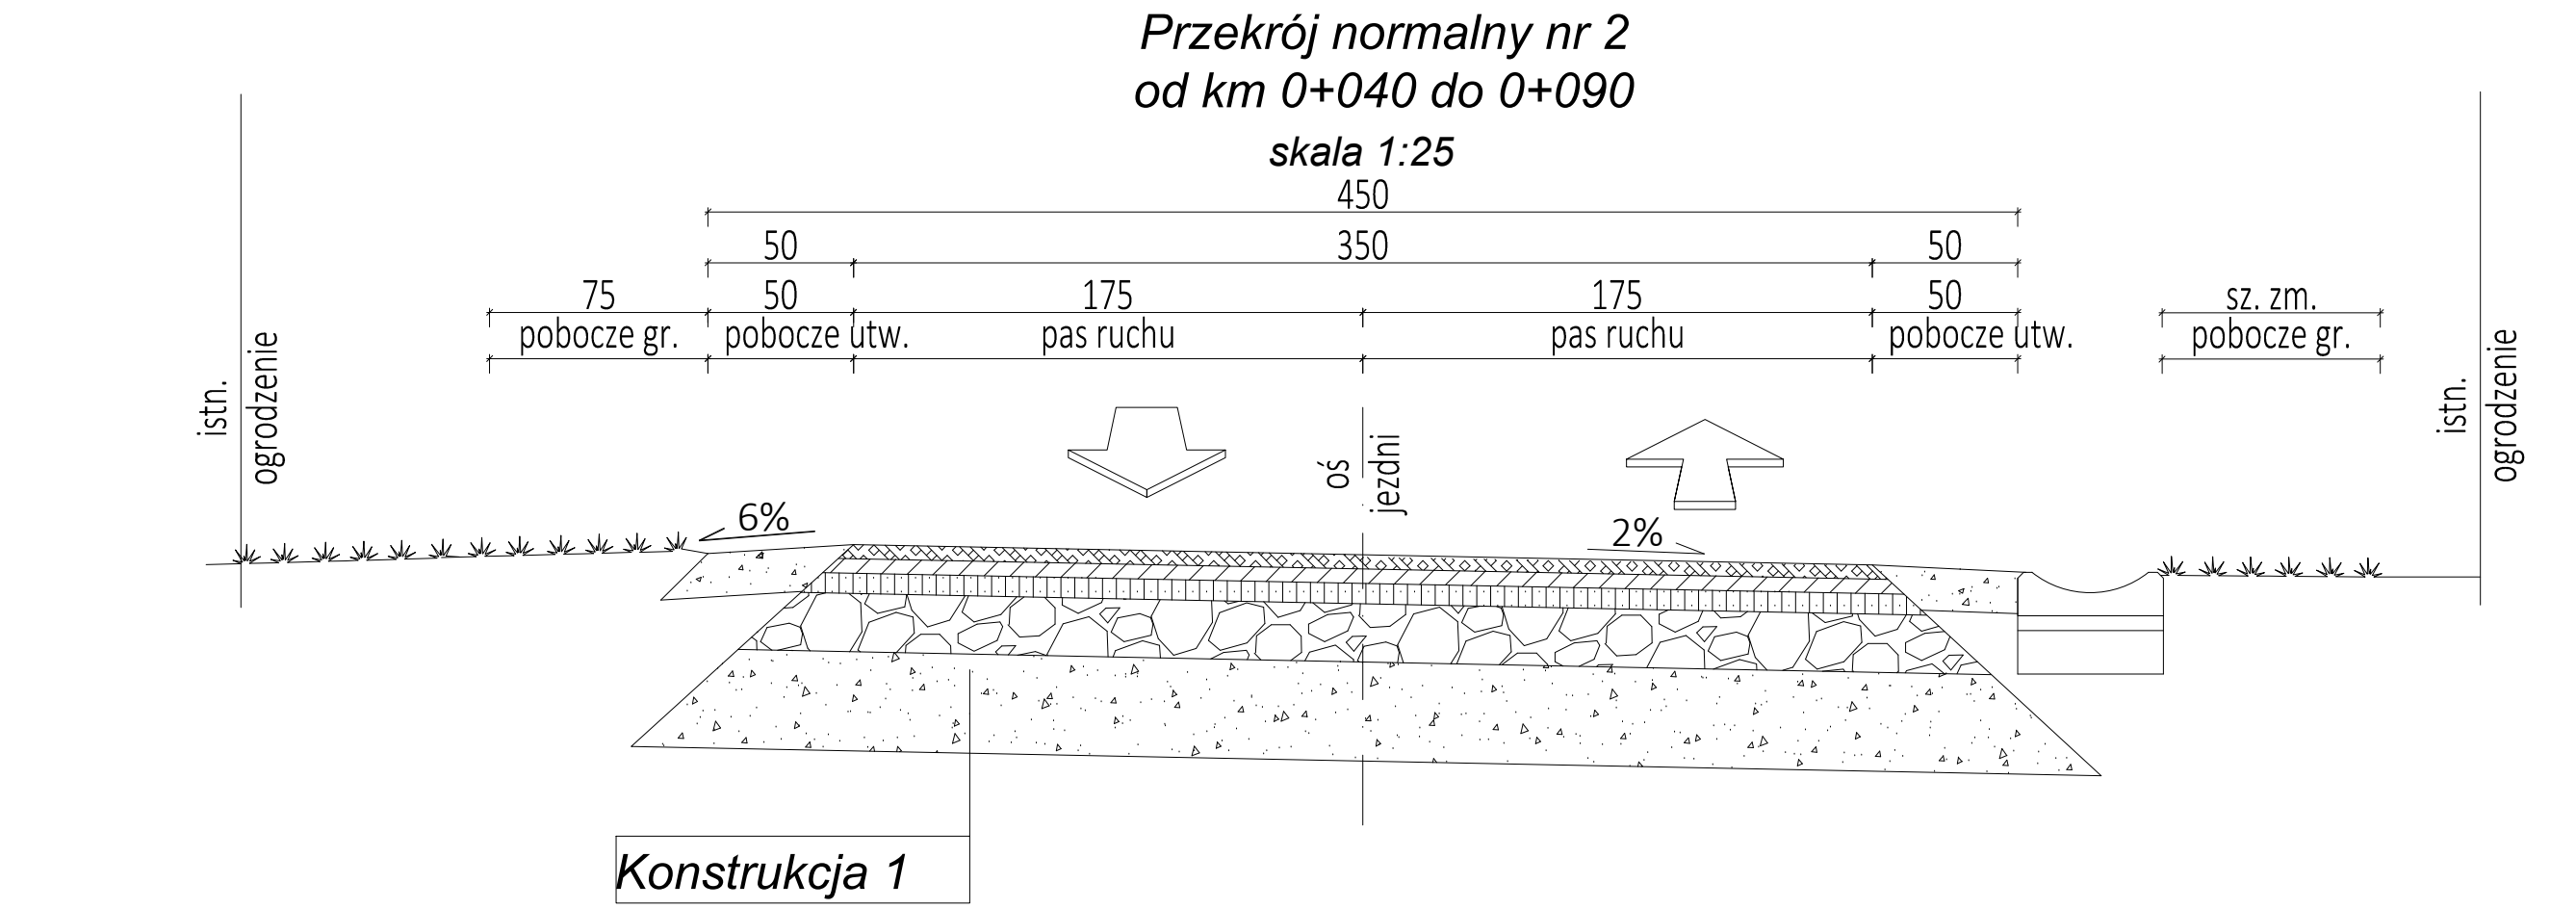 Przekrój normalny nr 2
od km 0+040 do 0+090
skala 1:25
450
50 350 50
75 50 175 175 50 sz. zm.
pobocze gr. pobocze utw. pas ruchu pas ruchu pobocze utw. pobocze gr.
istn.
ogrodzenie
oś
jezdni
istn.
ogrodzenie
6%
2%
Konstrukcja 1